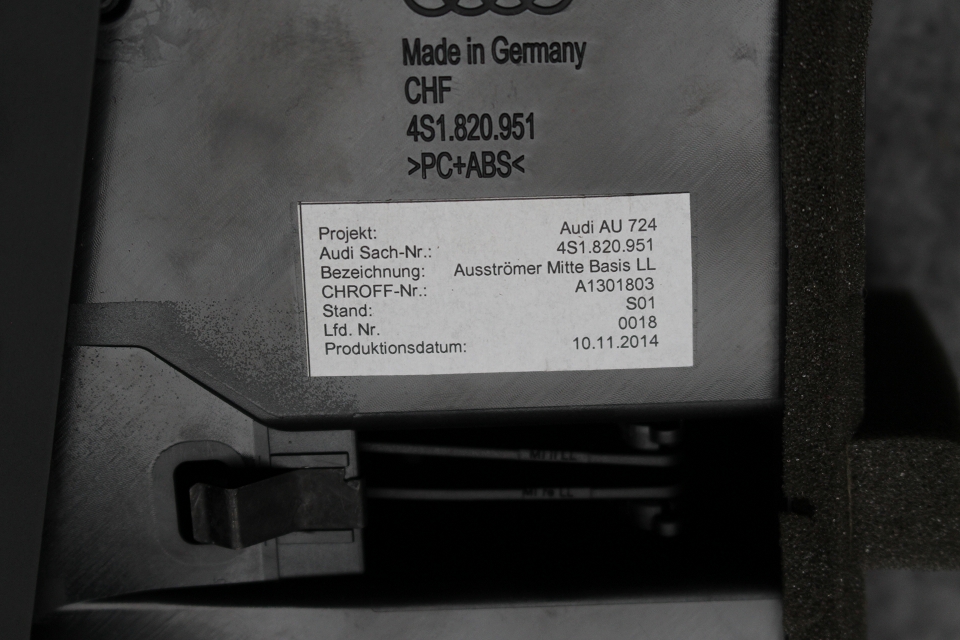 Made in Germany
CHF
4S1.820.951
>PC+ABS<
Projekt: Audi AU 724
Audi Sach-Nr.: 4S1.820.951
Bezeichnung: Ausströmer Mitte Basis LL
CHROFF-Nr.: A1301803
Stand: S01
Lfd. Nr. 0018
Produktionsdatum: 10.11.2014